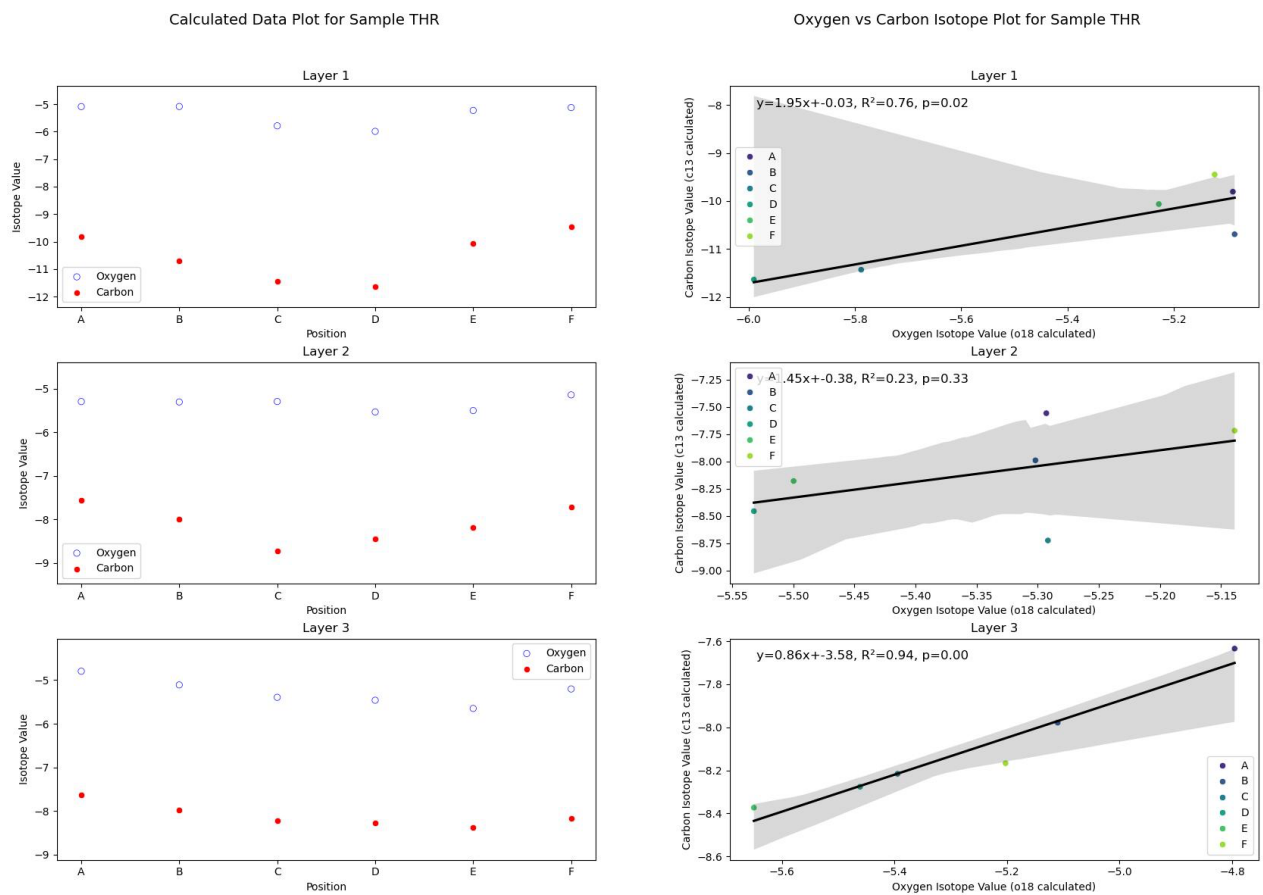 Calculated Data Plot for Sample THR
Layer 1
Isotope Value
−5
−6
−7
−8
−9
−10
−11
−12
Oxygen
Carbon
A B C D E F
Position
Layer 2
Isotope Value
−5
−6
−7
−8
−9
Oxygen
Carbon
A B C D E F
Position
Layer 3
Isotope Value
−5
−6
−7
−8
−9
Oxygen
Carbon
A B C D E F
Position
Oxygen vs Carbon Isotope Plot for Sample THR
Layer 1
y=1.95x+-0.03, R²=0.76, p=0.02
Carbon Isotope Value (c13 calculated)
−8
−9
−10
−11
−12
A
B
C
D
E
F
−6.0 −5.8 −5.6 −5.4 −5.2
Oxygen Isotope Value (o18 calculated)
Layer 2
.45x+-0.38, R²=0.23, p=0.33
Carbon Isotope Value (c13 calculated)
−7.25
−7.50
−7.75
−8.00
−8.25
−8.50
−8.75
−9.00
A
B
C
D
E
F
−5.55 −5.50 −5.45 −5.40 −5.35 −5.30 −5.25 −5.20 −5.15
Oxygen Isotope Value (o18 calculated)
Layer 3
y=0.86x+-3.58, R²=0.94, p=0.00
Carbon Isotope Value (c13 calculated)
−7.6
−7.8
−8.0
−8.2
−8.4
−8.6
A
B
C
D
E
F
−5.6 −5.4 −5.2 −5.0 −4.8
Oxygen Isotope Value (o18 calculated)